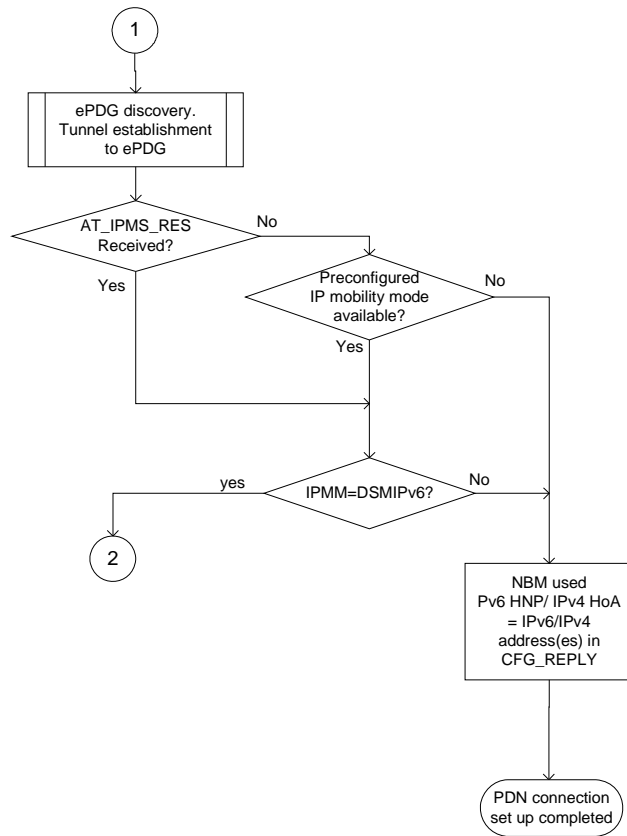 1
ePDG discovery.
Tunnel establishment
to ePDG
AT_IPMS_RES
Received?
No
Yes
Preconfigured
IP mobility mode
available?
No
Yes
IPMM=DSMIPv6?
yes
No
2
NBM used
Pv6 HNP/ IPv4 HoA
= IPv6/IPv4
address(es) in
CFG_REPLY
PDN connection
set up completed